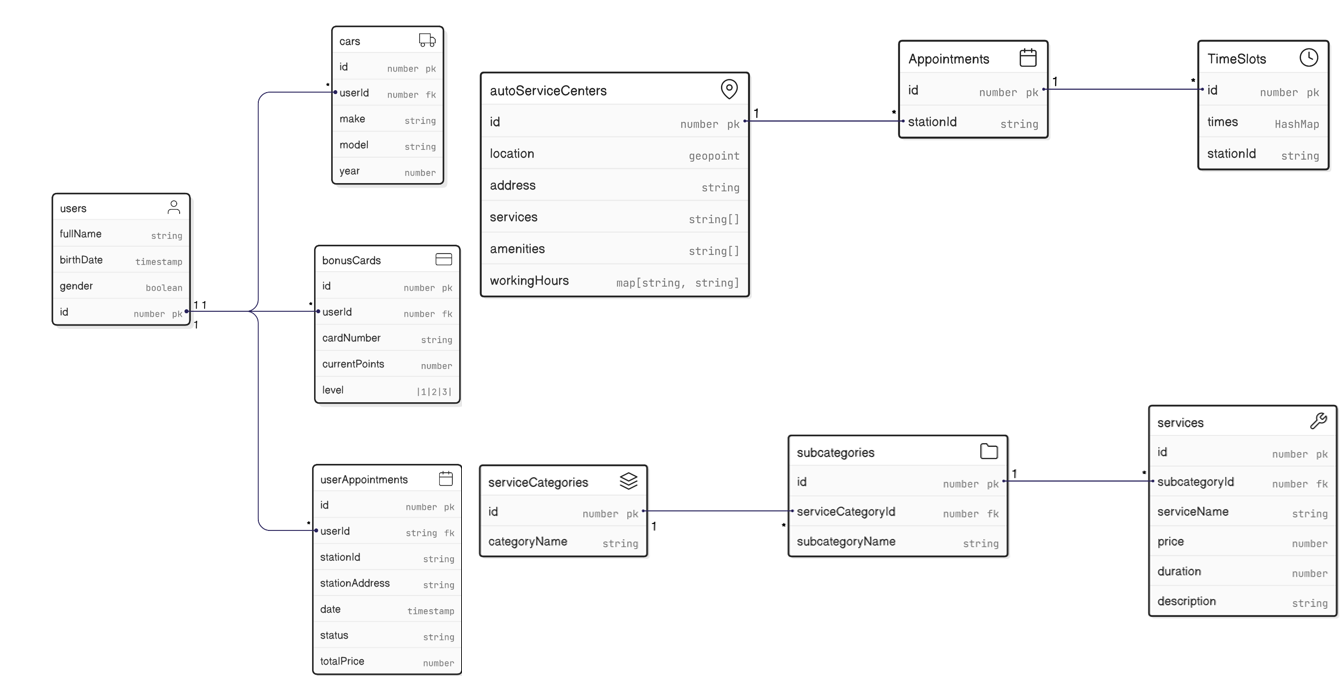 cars
id number pk
userId number fk
make string
model string
year number
users
fullName string
birthDate timestamp
gender boolean
id number pk
1 1
1
*
*
*
bonusCards
id number pk
userId number fk
cardNumber string
currentPoints number
level |1|2|3|
userAppointments
id number pk
userId string fk
stationId string
stationAddress string
date timestamp
status string
totalPrice number
autoServiceCenters
id number pk
location geopoint
address string
services string[]
amenities string[]
workingHours map[string, string]
1
*
Appointments
id number pk
stationId string
1
*
TimeSlots
id number pk
times HashMap
stationId string
serviceCategories
id number pk
categoryName string
1
*
subcategories
id number pk
serviceCategoryId number fk
subcategoryName string
1
*
services
id number pk
subcategoryId number fk
serviceName string
price number
duration number
description string